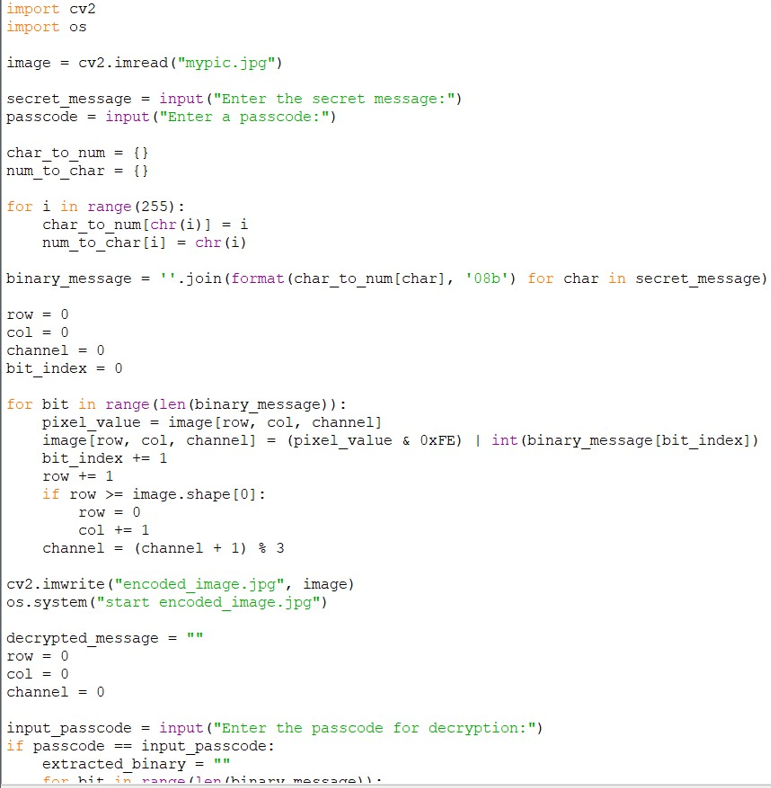 import cv2
import os
image = cv2.imread("mypic.jpg")
secret_message = input("Enter the secret message:")
passcode = input("Enter a passcode:")
char_to_num = {}
num_to_char = {}
for i in range(255):
    char_to_num[chr(i)] = i
    num_to_char[i] = chr(i)
binary_message = ''.join(format(char_to_num[char], '08b') for char in secret_message)
row = 0
col = 0
channel = 0
bit_index = 0
for bit in range(len(binary_message)):
    pixel_value = image[row, col, channel]
    image[row, col, channel] = (pixel_value & 0xFE) | int(binary_message[bit_index])
    bit_index += 1
    row += 1
    if row >= image.shape[0]:
        row = 0
        col += 1
    channel = (channel + 1) % 3
cv2.imwrite("encoded_image.jpg", image)
os.system("start encoded_image.jpg")
decrypted_message = ""
row = 0
col = 0
channel = 0
input_passcode = input("Enter the passcode for decryption:")
if passcode == input_passcode:
    extracted_binary = ""
    for bit in range(len(binary_message)):